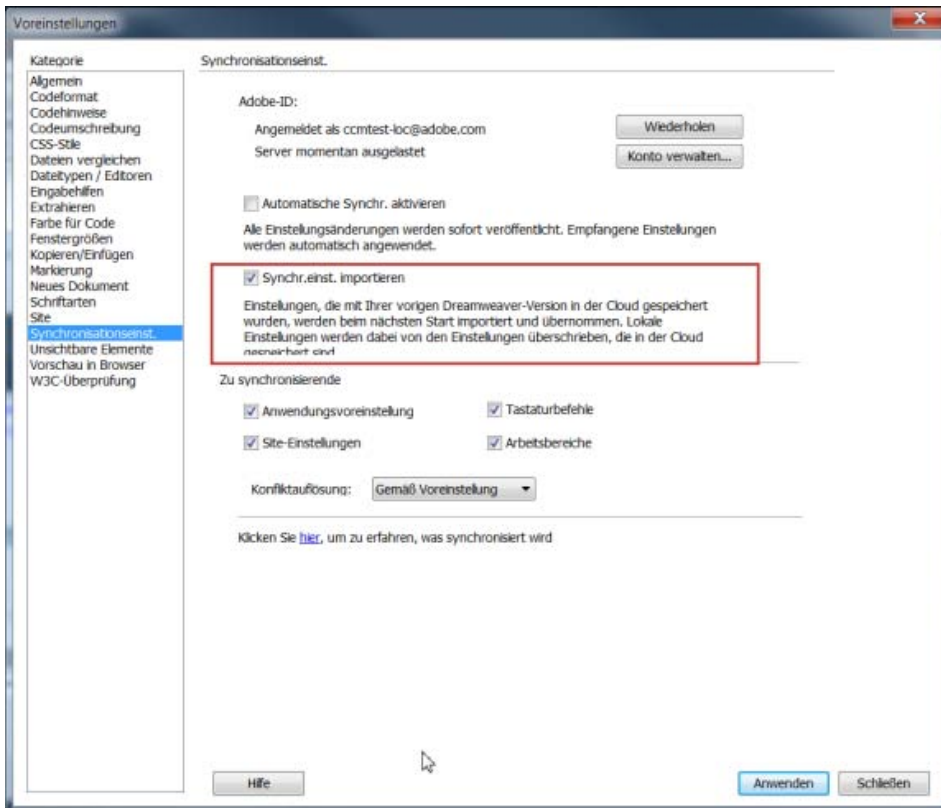 Voreinstellungen
Kategorie
Allgemein
Codeformat
Codehinweise
Codeumschreibung
CSS-Stile
Dateien vergleichen
Dateitypen / Editoren
Eingabehilfen
Extrahieren
Farbe für Code
Fenstergrößen
Kopieren/Einfügen
Markierung
Neues Dokument
Schriftarten
Site
Synchronisationseinst.
Unsichtbare Elemente
Vorschau in Browser
W3C-Überprüfung
Synchronisationseinst.
Adobe-ID:
Angemeldet als ccmtest-loc@adobe.com
Wiederholen
Server momentan ausgelastet
Konto verwalten...
Automatische Synchr. aktivieren
Alle Einstellungsänderungen werden sofort veröffentlicht. Empfangene Einstellungen
werden automatisch angewendet.
Synchr.einst. importieren
Einstellungen, die mit Ihrer vorigen Dreamweaver-Version in der Cloud gespeichert
wurden, werden beim nächsten Start importiert und übernommen. Lokale
Einstellungen werden dabei von den Einstellungen überschrieben, die in der Cloud
gespeichert sind
Zu synchronisierende
Anwendungsvoreinstellung
Tastaturbefehle
Site-Einstellungen
Arbeitsbereiche
Konfliktauflösung:
Gemäß Voreinstellung
Klicken Sie hier, um zu erfahren, was synchronisiert wird
Hilfe
Anwenden
Schließen